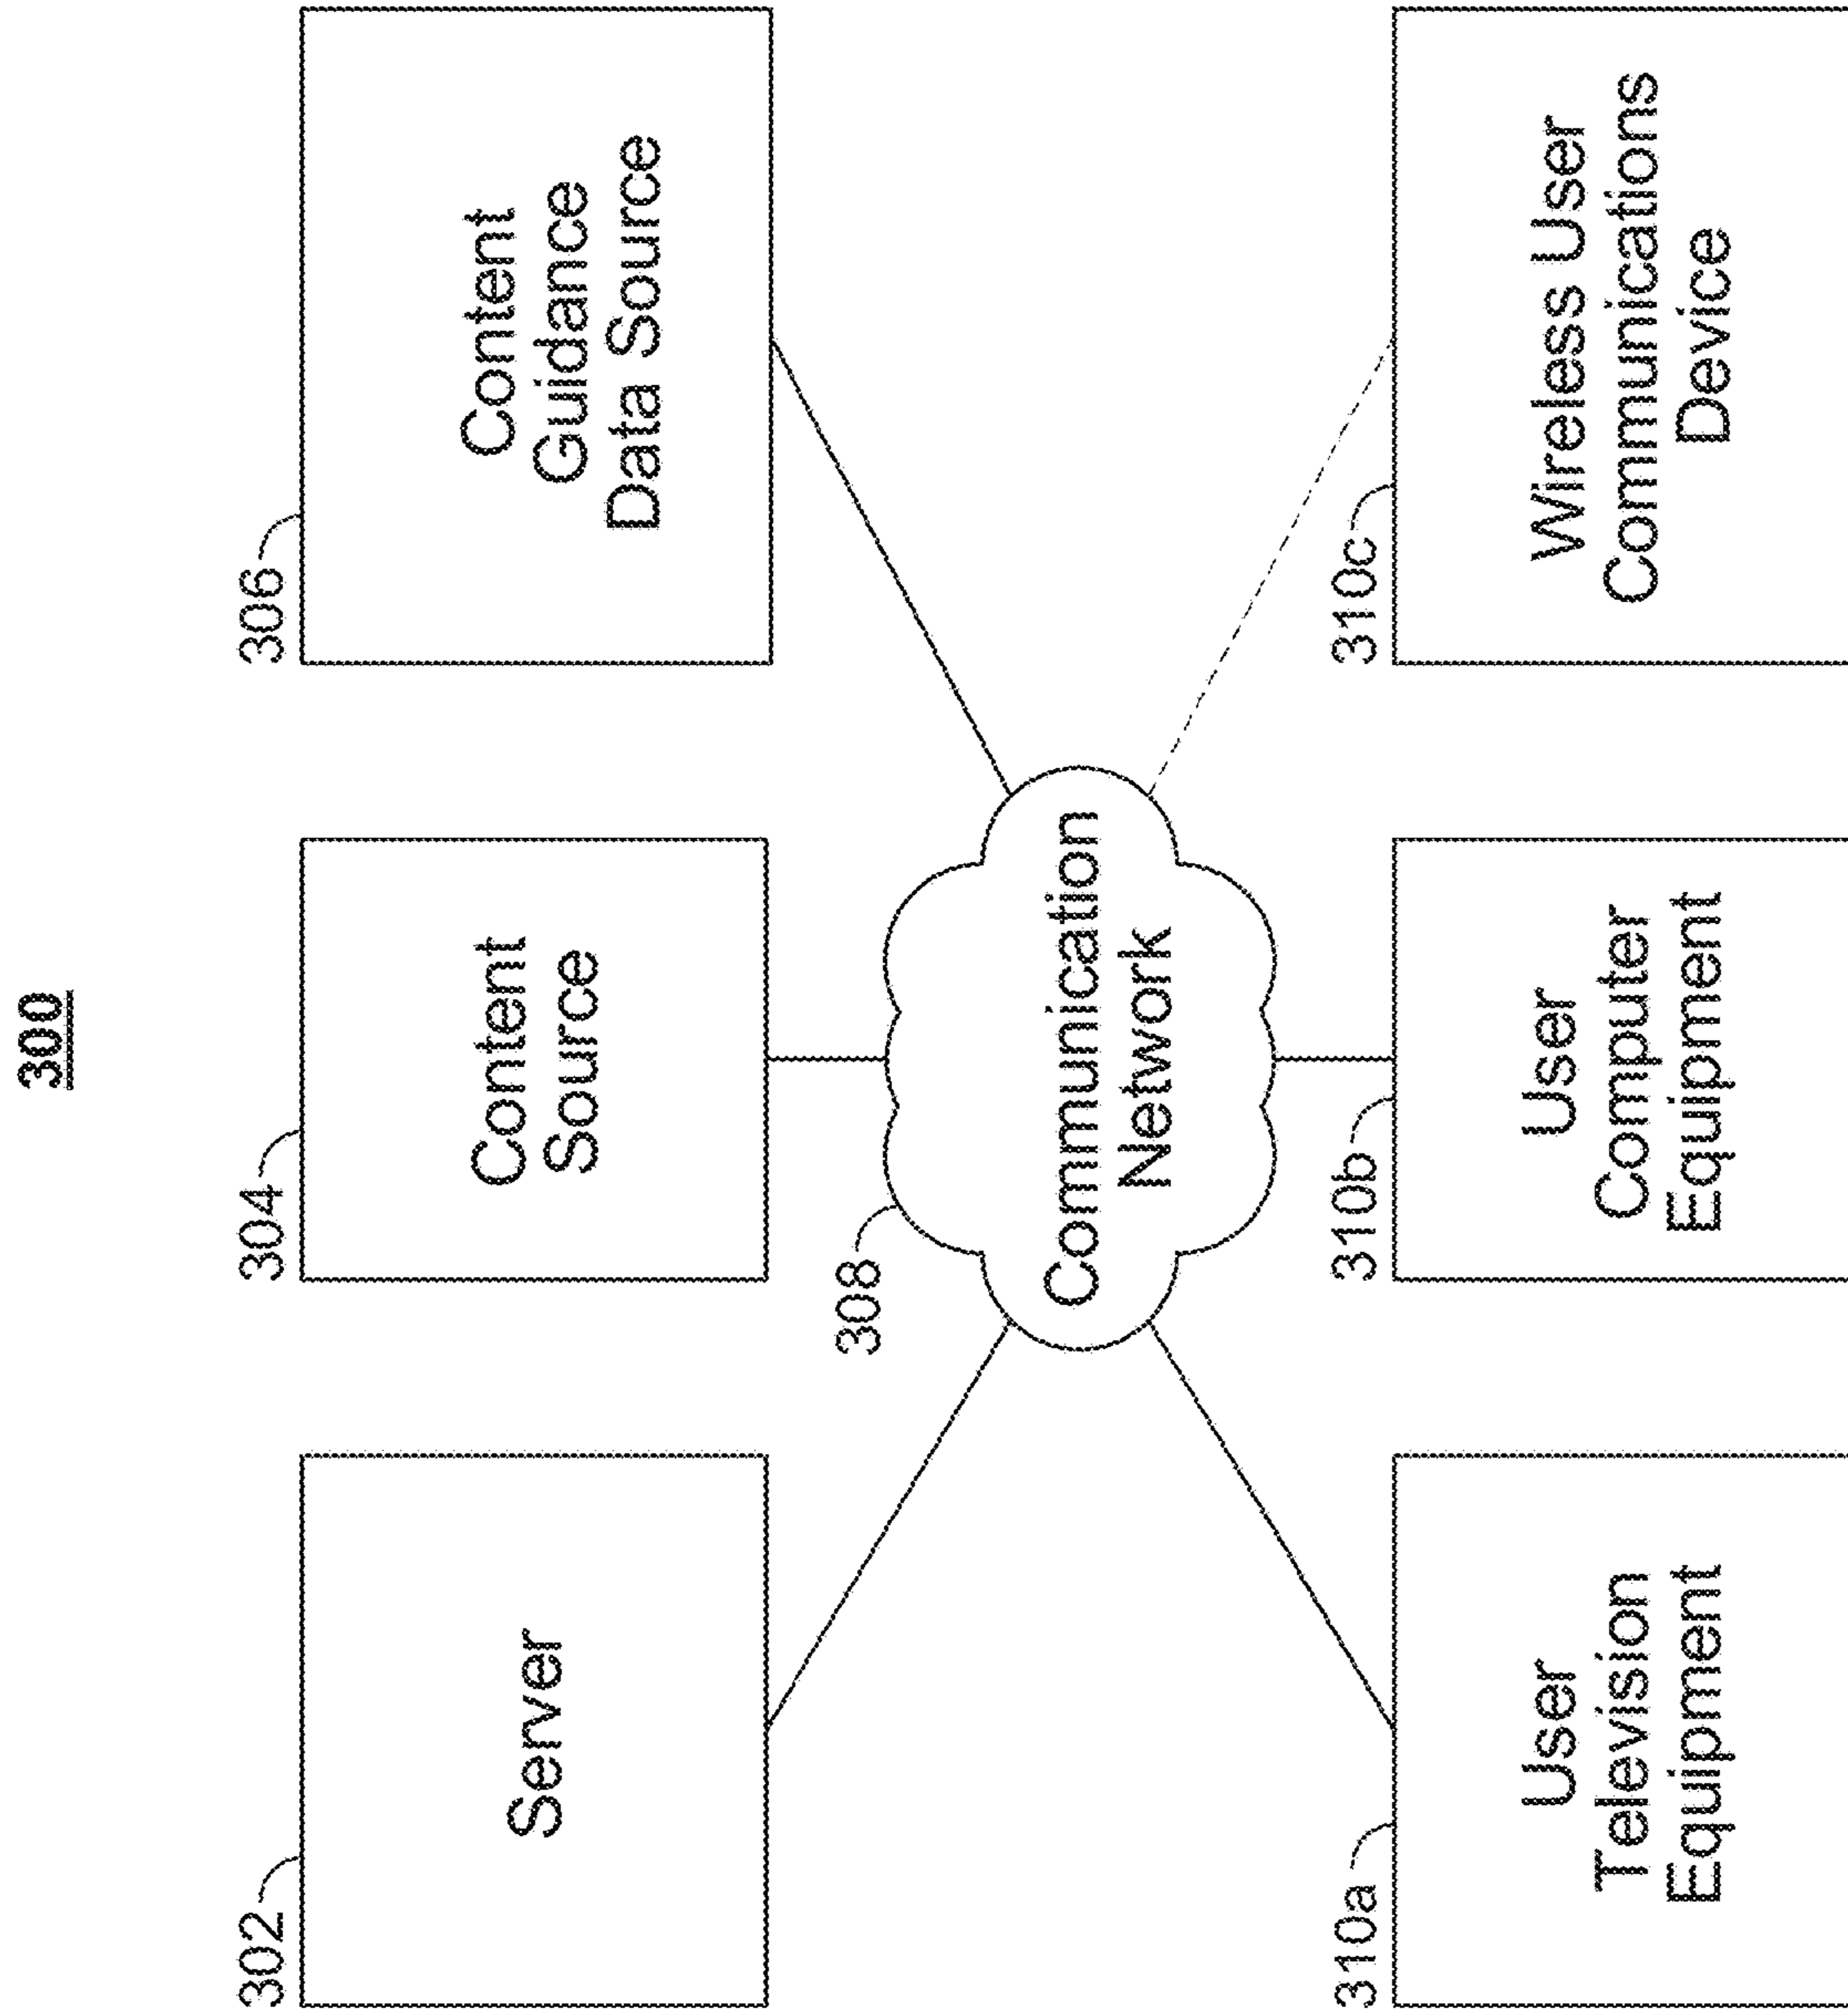 300
302
Server
304
Content
Source
306
Content
Guidance
Data Source
308
Communication
Network
310a
User
Television
Equipment
310b
User
Computer
Equipment
310c
Wireless User
Communications
Device